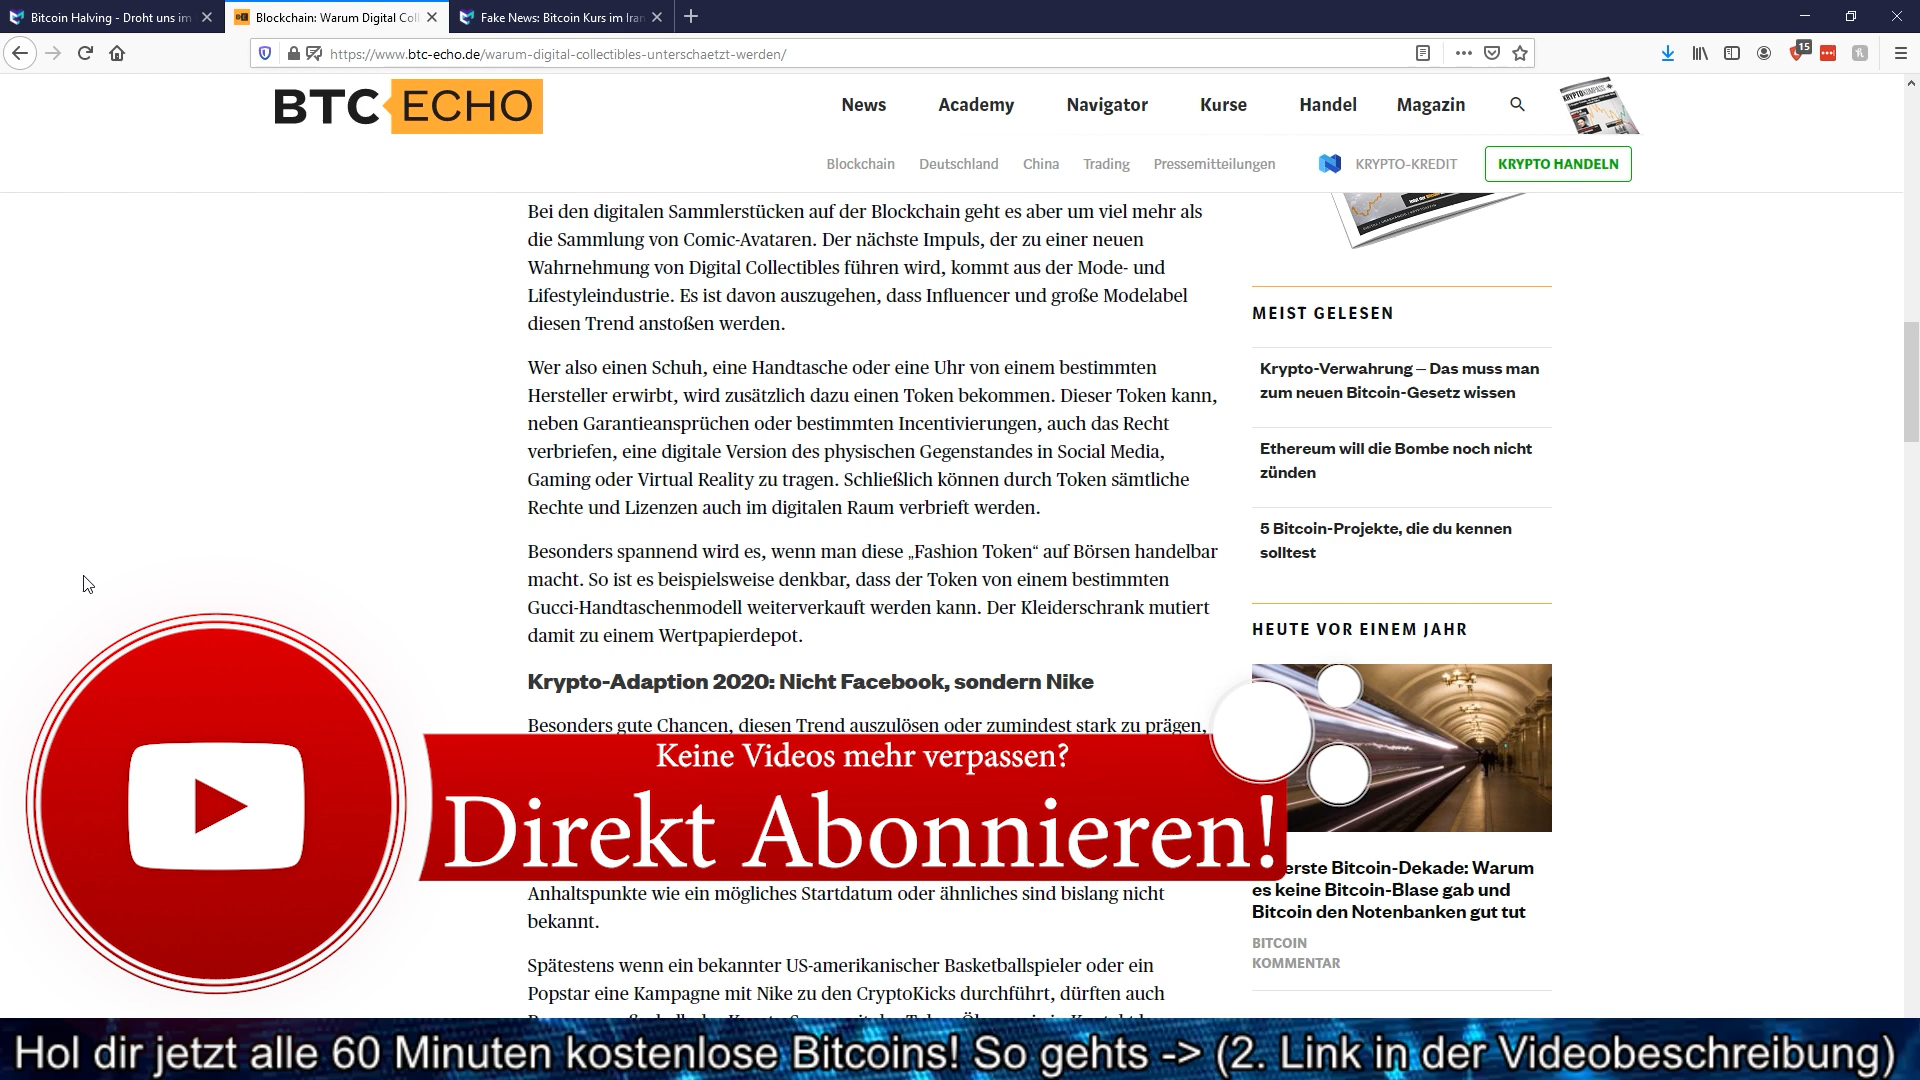 Bitcoin Halving - Droht uns im
Blockchain: Warum Digital Coll
Fake News: Bitcoin Kurs im Iran
https://www.btc-echo.de/warum-digital-collectibles-unterschaetzt-werden/
15
BTC ECHO
News Academy Navigator Kurse Handel Magazin
Blockchain Deutschland China Trading Pressemitteilungen KRYPTO-KREDIT KRYPTO HANDELN
Bei den digitalen Sammlerstücken auf der Blockchain geht es aber um viel mehr als
die Sammlung von Comic-Avataren. Der nächste Impuls, der zu einer neuen
Wahrnehmung von Digital Collectibles führen wird, kommt aus der Mode- und
Lifestyleindustrie. Es ist davon auszugehen, dass Influencer und große Modelabel
diesen Trend anstoßen werden.
Wer also einen Schuh, eine Handtasche oder eine Uhr von einem bestimmten
Hersteller erwirbt, wird zusätzlich dazu einen Token bekommen. Dieser Token kann,
neben Garantieansprüchen oder bestimmten Incentivierungen, auch das Recht
verbriefen, eine digitale Version des physischen Gegenstandes in Social Media,
Gaming oder Virtual Reality zu tragen. Schließlich können durch Token sämtliche
Rechte und Lizenzen auch im digitalen Raum verbrieft werden.
Besonders spannend wird es, wenn man diese „Fashion Token“ auf Börsen handelbar
macht. So ist es beispielsweise denkbar, dass der Token von einem bestimmten
Gucci-Handtaschenmodell weiterverkauft werden kann. Der Kleiderschrank mutiert
damit zu einem Wertpapierdepot.
Krypto-Adaption 2020: Nicht Facebook, sondern Nike
Besonders gute Chancen, diesen Trend auszulösen oder zumindest stark zu prägen,
Keine Videos mehr verpassen?
Direkt Abonnieren!
Anhaltspunkte wie ein mögliches Startdatum oder ähnliches sind bislang nicht
bekannt.
Spätestens wenn ein bekannter US-amerikanischer Basketballspieler oder ein
Popstar eine Kampagne mit Nike zu den CryptoKicks durchführt, dürften auch
MEIST GELESEN
Krypto-Verwahrung – Das muss man
zum neuen Bitcoin-Gesetz wissen
Ethereum will die Bombe noch nicht
zünden
5 Bitcoin-Projekte, die du kennen
solltest
HEUTE VOR EINEM JAHR
erste Bitcoin-Dekade: Warum
es keine Bitcoin-Blase gab und
Bitcoin den Notenbanken gut tut
BITCOIN
KOMMENTAR
Hol dir jetzt alle 60 Minuten kostenlose Bitcoins! So gehts -> (2. Link in der Videobeschreibung)